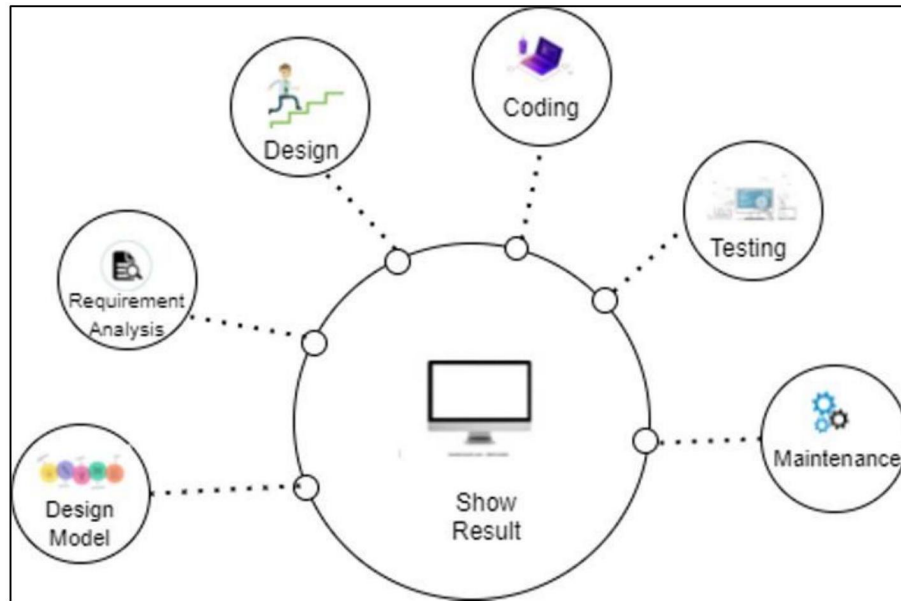 Design
Coding
Testing
Requirement
Analysis
Maintenance
Design
Model
Show
Result